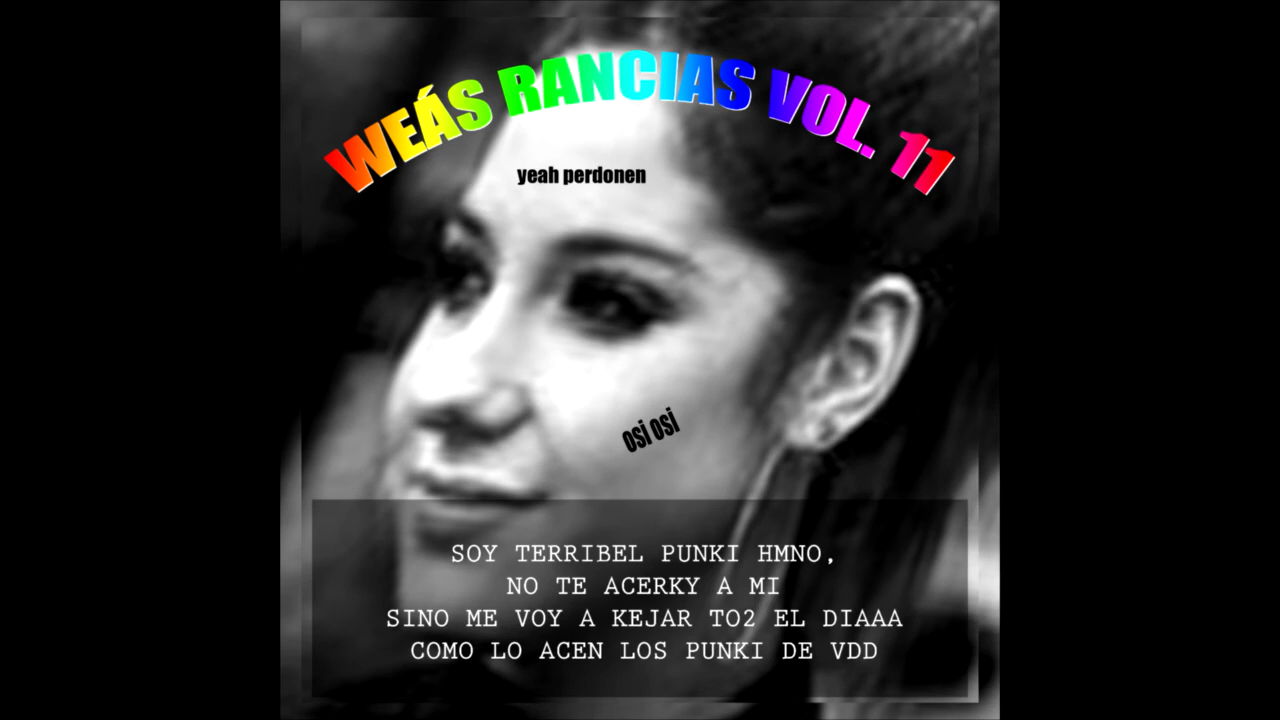 WEÁS RANCIAS VOL. 11
yeah perdonen
osi osi
SOY TERRIBEL PUNKI HMNO,
NO TE ACERKY A MI
SINO ME VOY A KEJAR TO2 EL DIAAA
COMO LO ACEN LOS PUNKI DE VDD